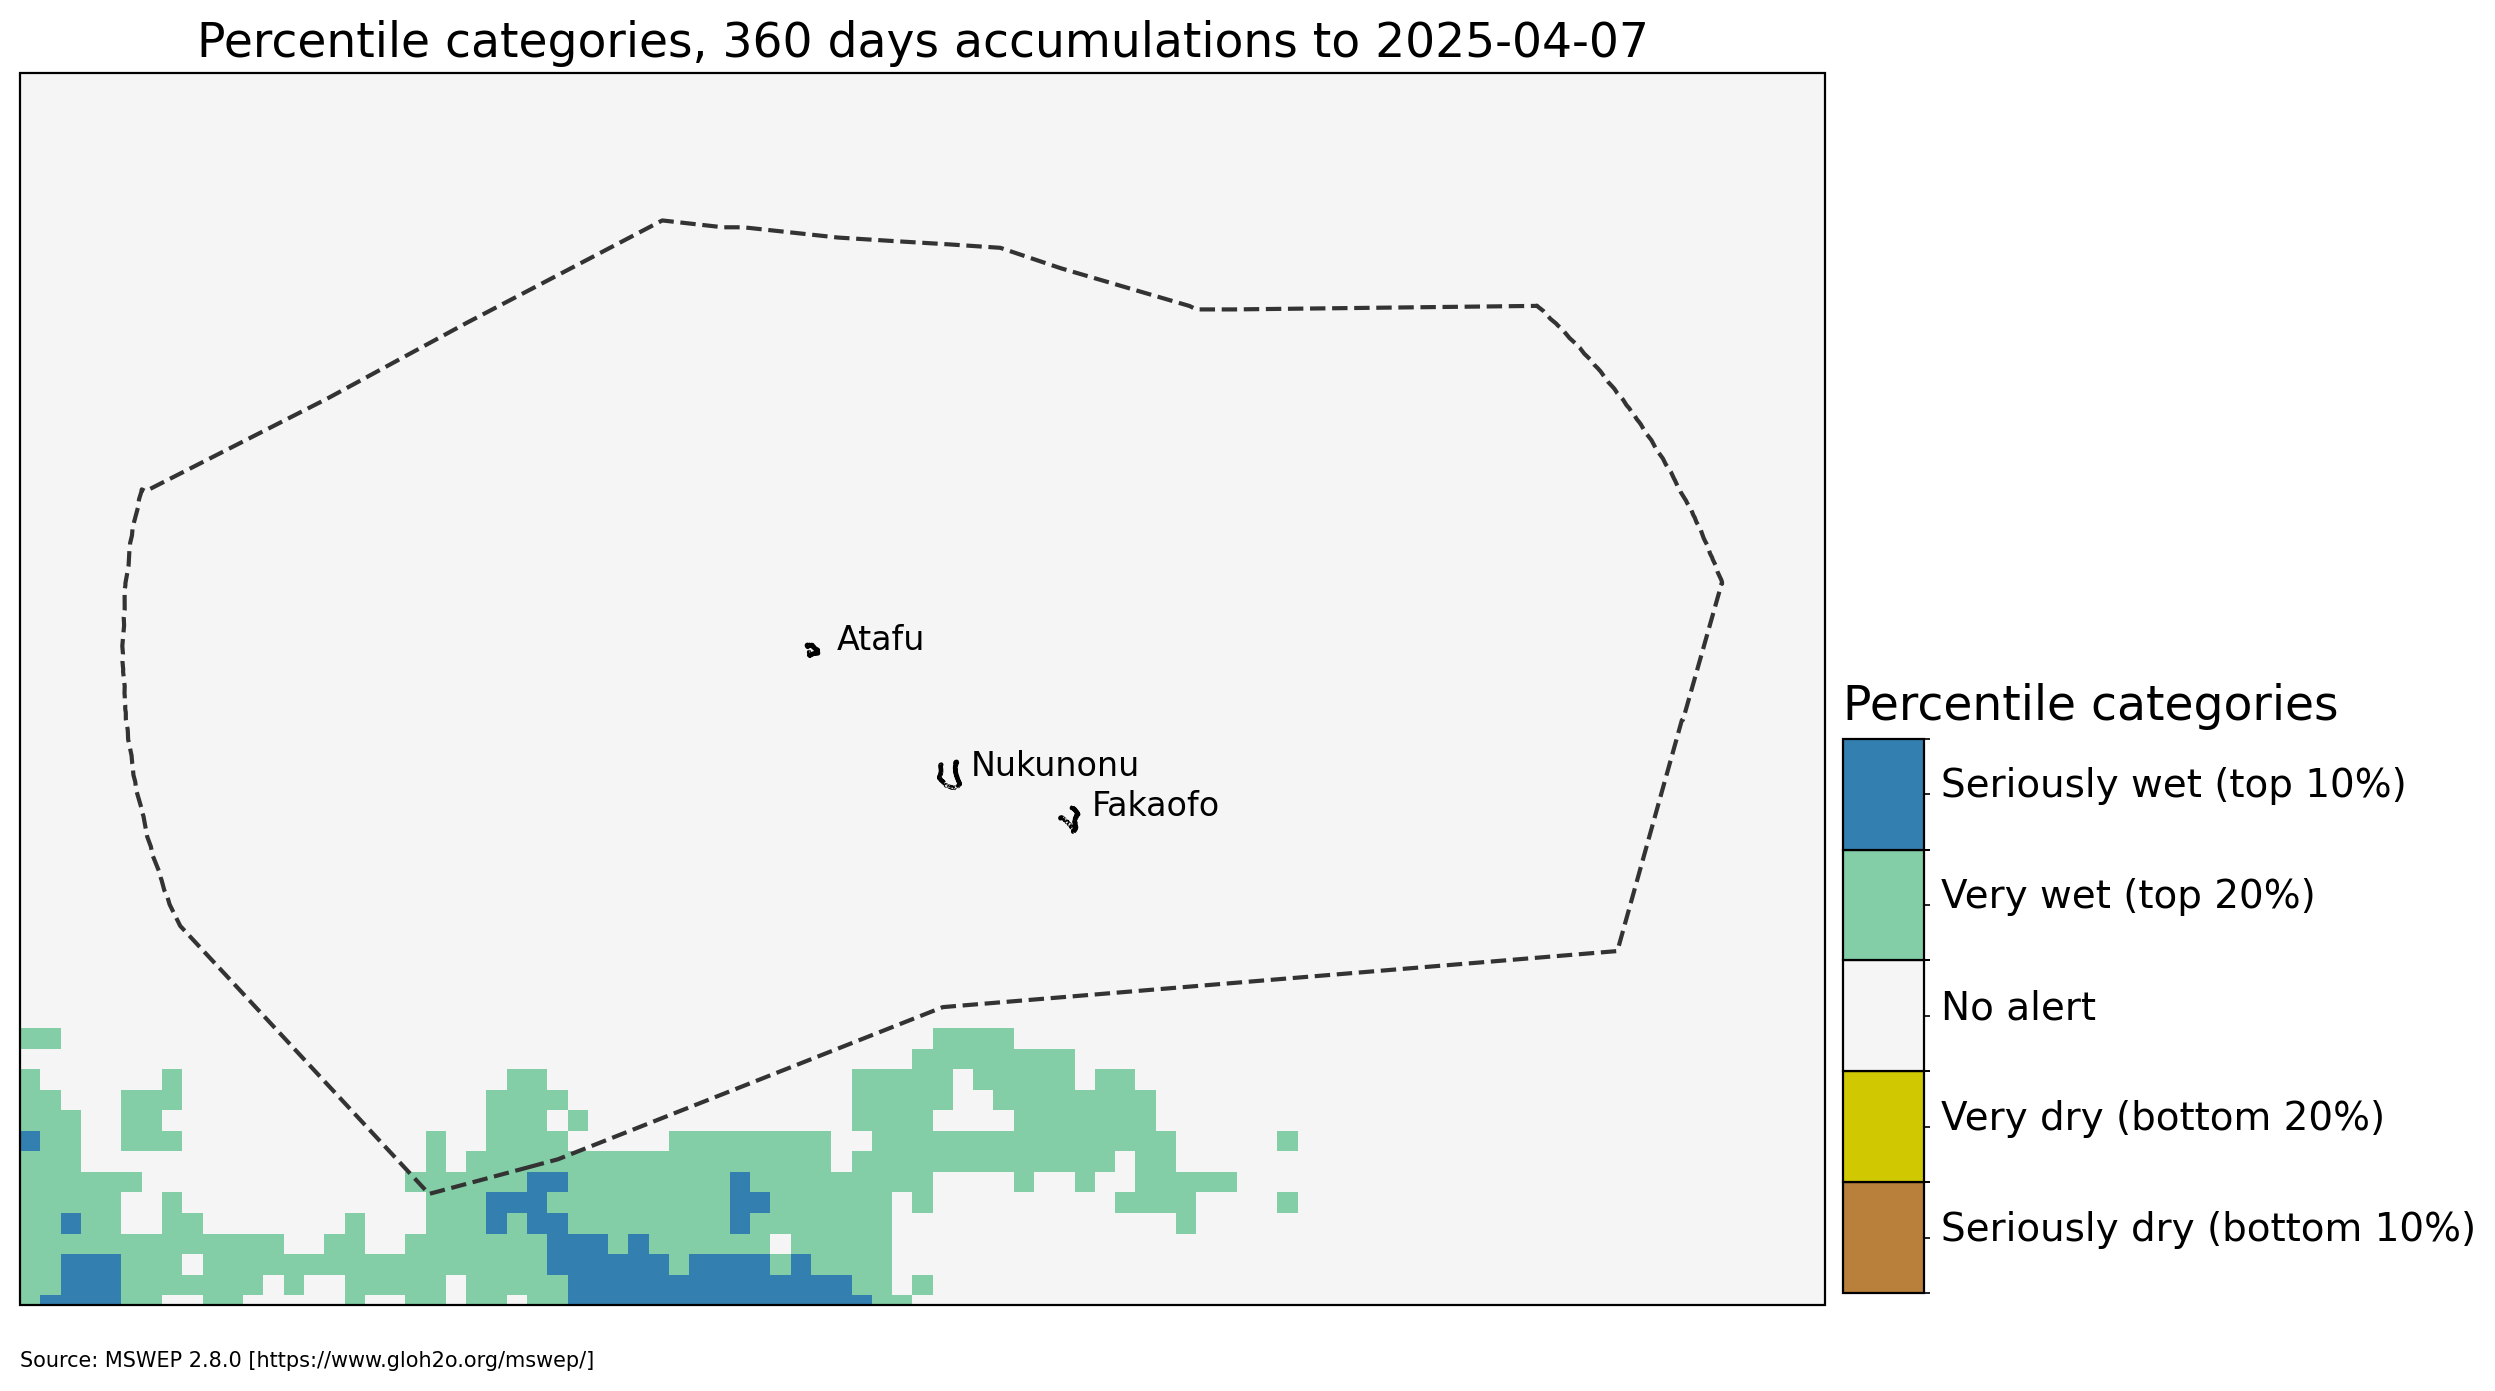 Percentile categories, 360 days accumulations to 2025-04-07
Atafu
Nukunonu
Fakaofo
Percentile categories
Seriously wet (top 10%)
Very wet (top 20%)
No alert
Very dry (bottom 20%)
Seriously dry (bottom 10%)
Source: MSWEP 2.8.0 [https://www.gloh2o.org/mswep/]